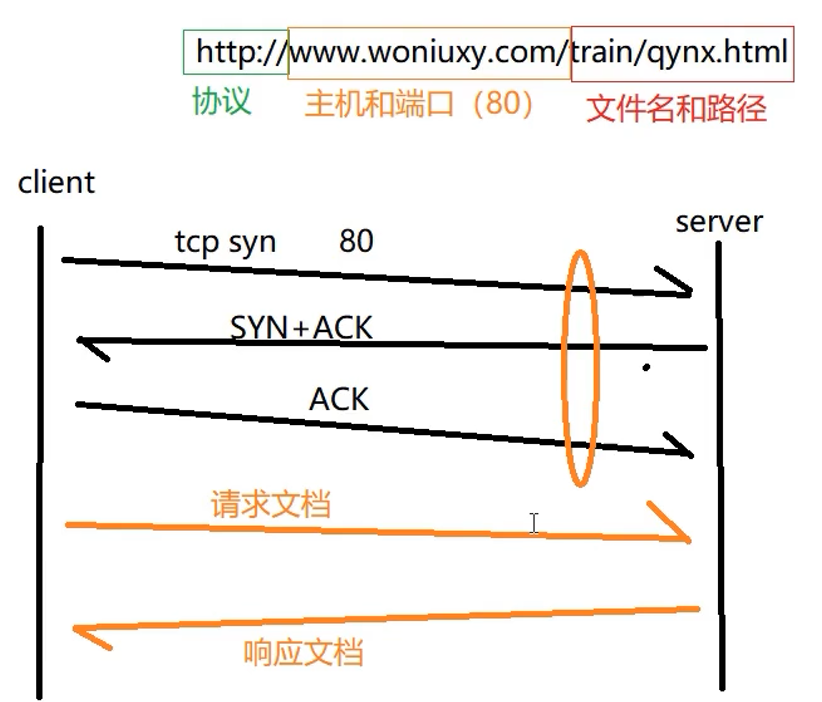 http://www.woniuxy.com/train/qynx.html
协议 主机和端口（80） 文件名和路径
client
server
tcp syn 80
SYN+ACK
ACK
请求文档
响应文档